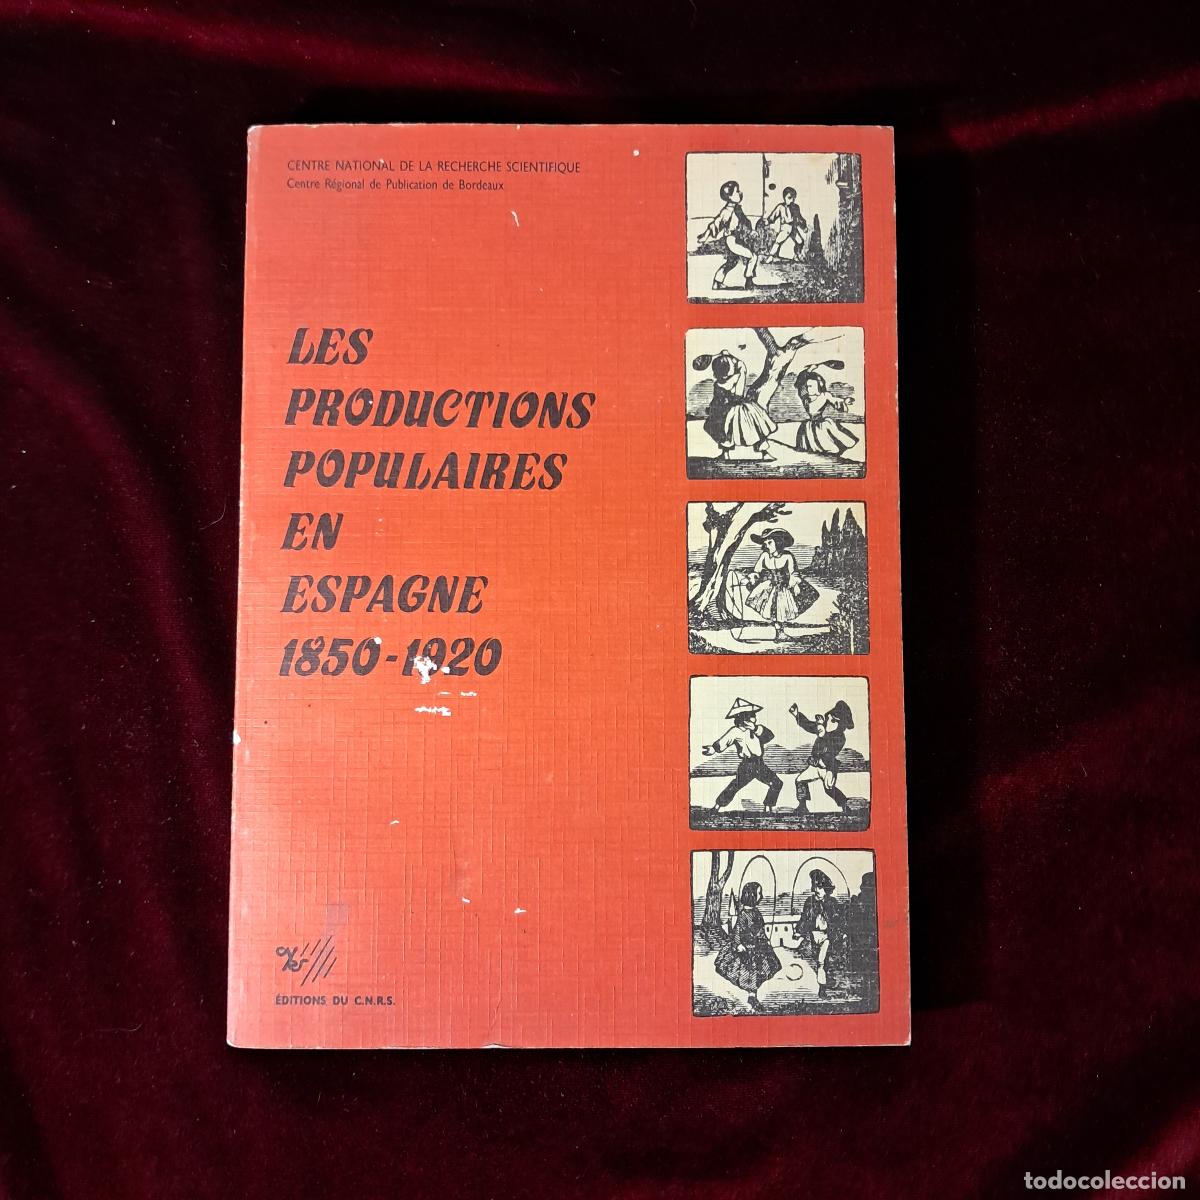 CENTRE NATIONAL DE LA RECHERCHE SCIENTIFIQUE
Centre Régional de Publication de Bordeaux
LES
PRODUCTIONS
POPULAIRES
EN
ESPAGNE
1850-1920
ÉDITIONS DU C.N.R.S.
todocoleccion